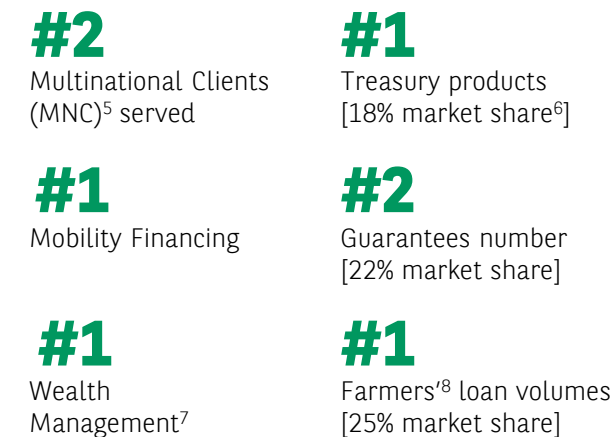 #2
Multinational Clients
(MNC)⁵ served
#1
Treasury products
[18% market share⁶]
#1
Mobility Financing
#2
Guarantees number
[22% market share]
#1
Wealth
Management⁷
#1
Farmers'⁸ loan volumes
[25% market share]